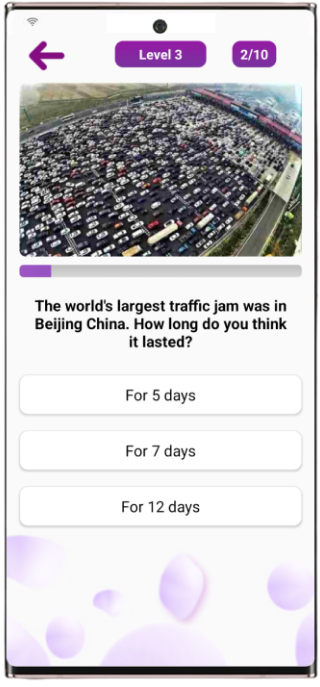 Level 3
2/10
The world's largest traffic jam was in
Beijing China. How long do you think
it lasted?
For 5 days
For 7 days
For 12 days